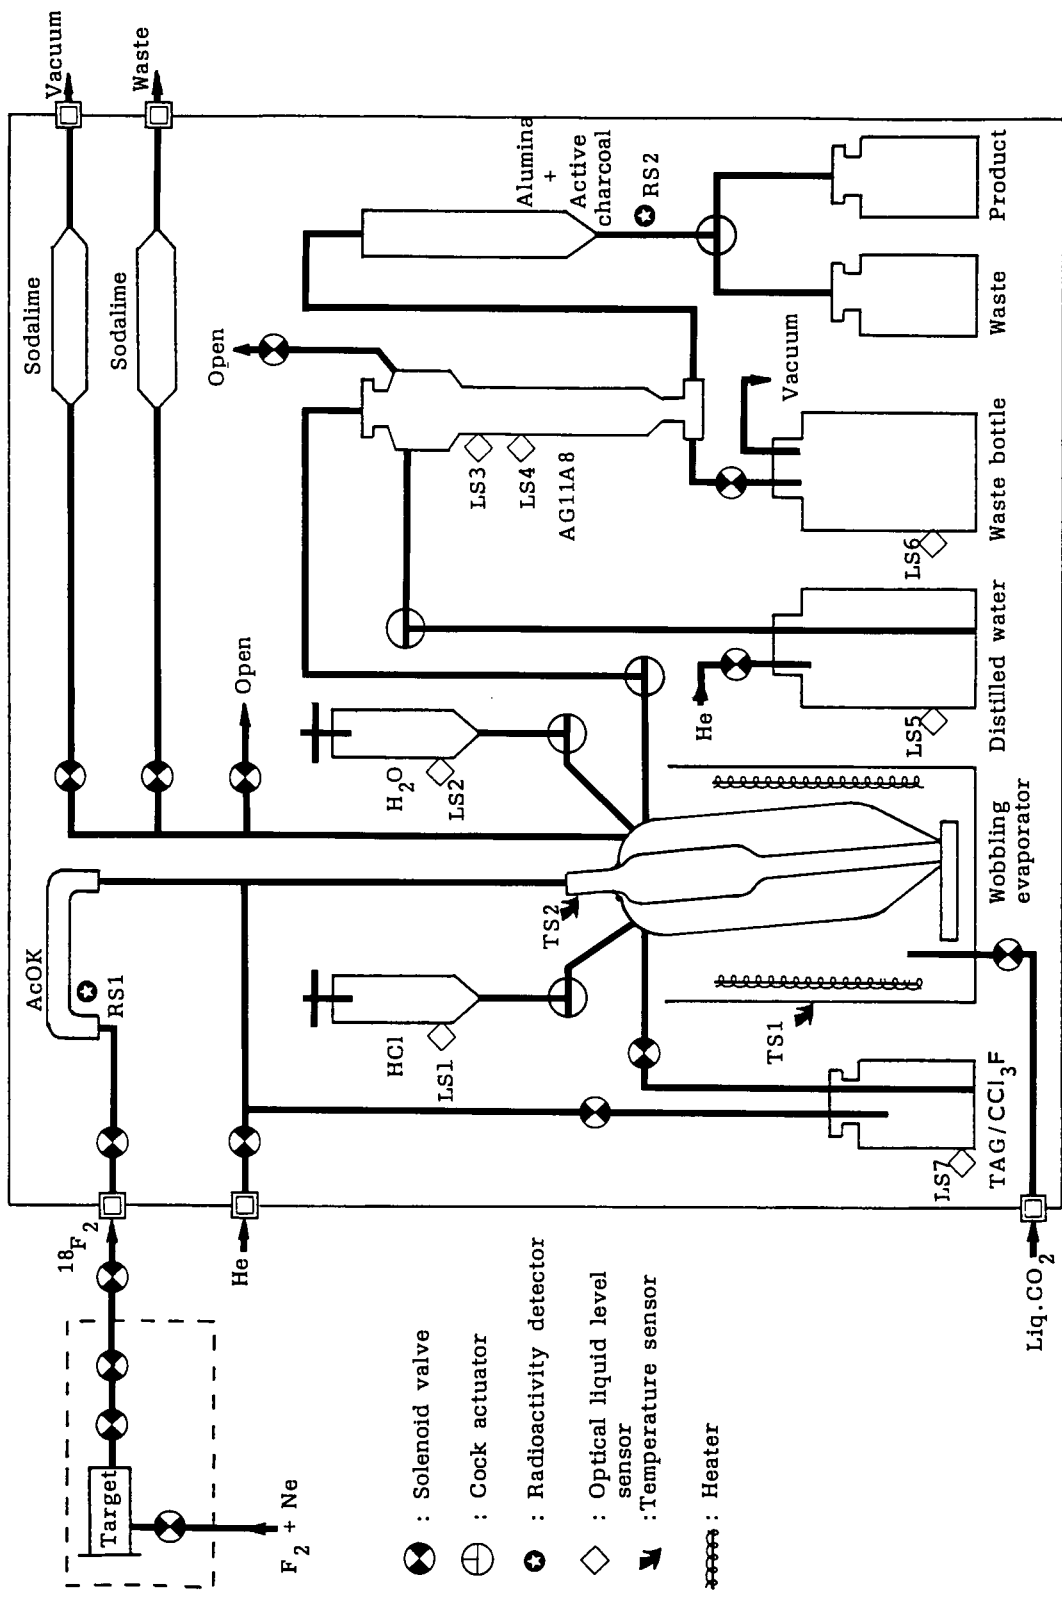 Vacuum
Waste
Sodalime
Sodalime
Open
Open
AcOK
RS1
18F2
He
Target
F2 + Ne
HCl
LS1
H2O
LS2
TS2
TS1
LS3
LS4
AG11A8
Alumina
+
Active
charcoal
RS2
Vacuum
He
LS5
LS6
LS7
TAG/CCl3F
Wobbling
evaporator
Distilled water
Waste bottle
Waste
Product
Liq.CO2
: Solenoid valve
: Cock actuator
: Radioactivity detector
: Optical liquid level
sensor
:Temperature sensor
: Heater